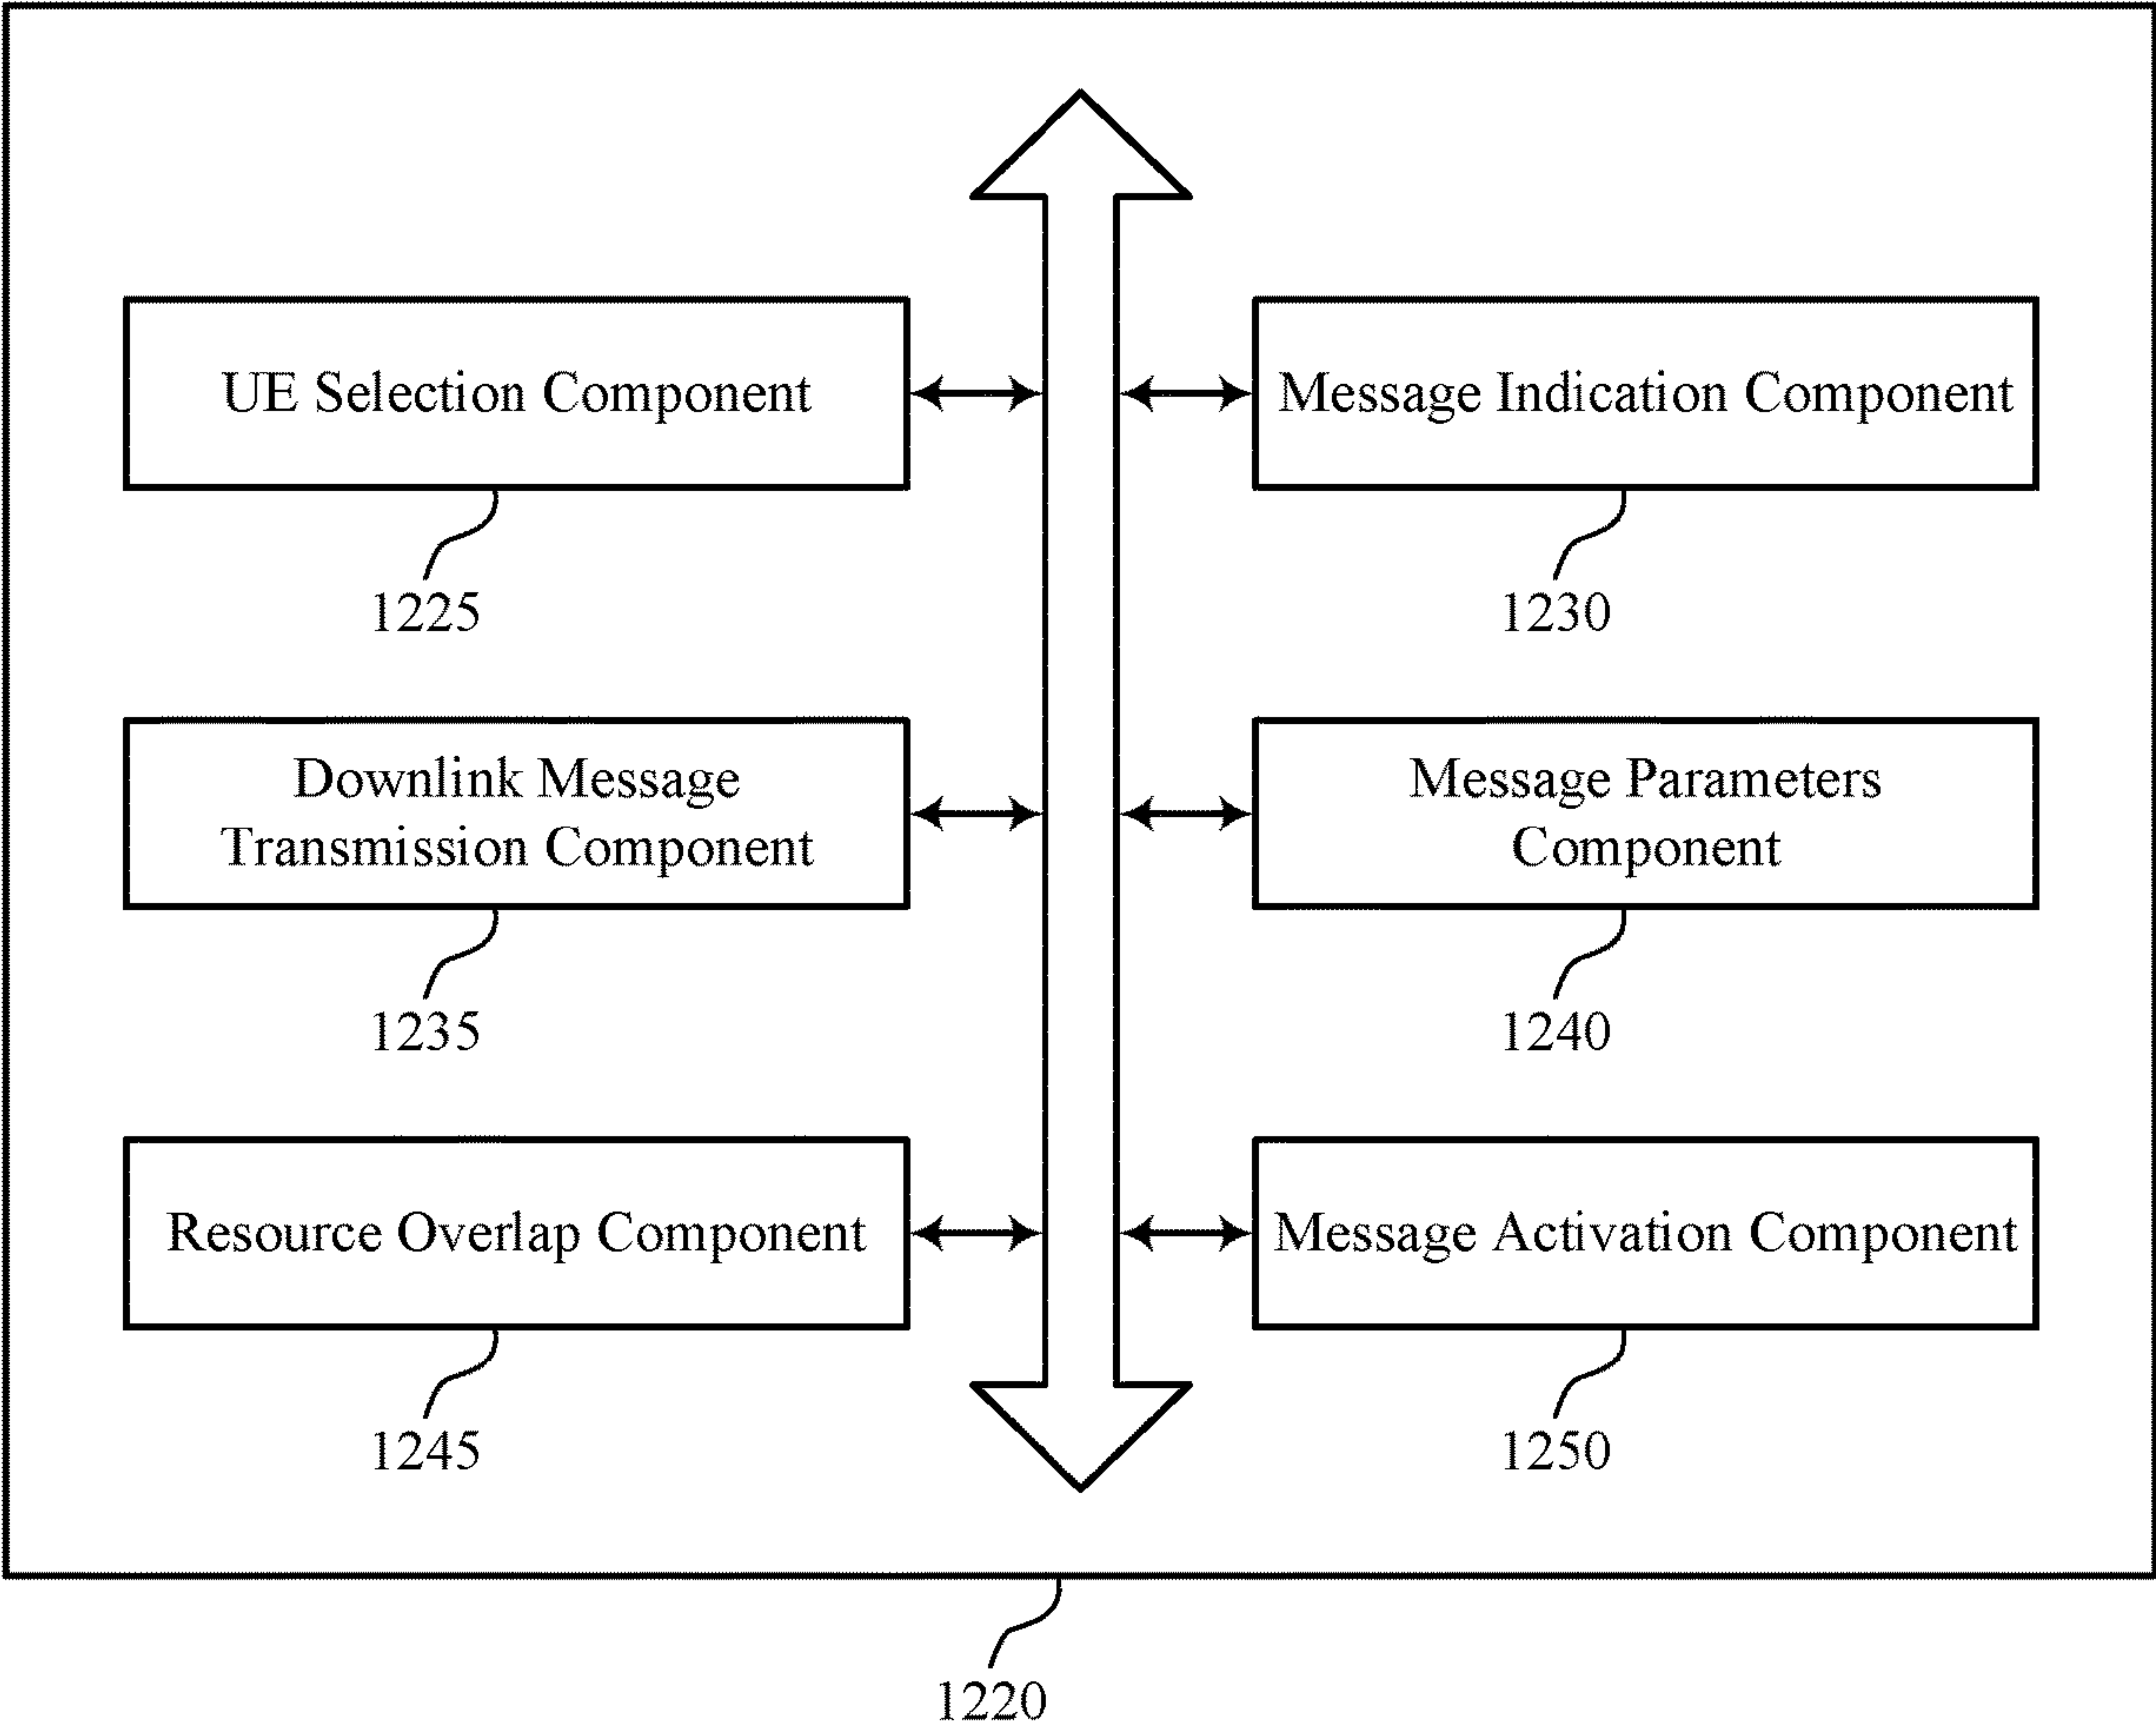 UE Selection Component
1225
Message Indication Component
1230
Downlink Message
Transmission Component
1235
Message Parameters
Component
1240
Resource Overlap Component
1245
Message Activation Component
1250
1220